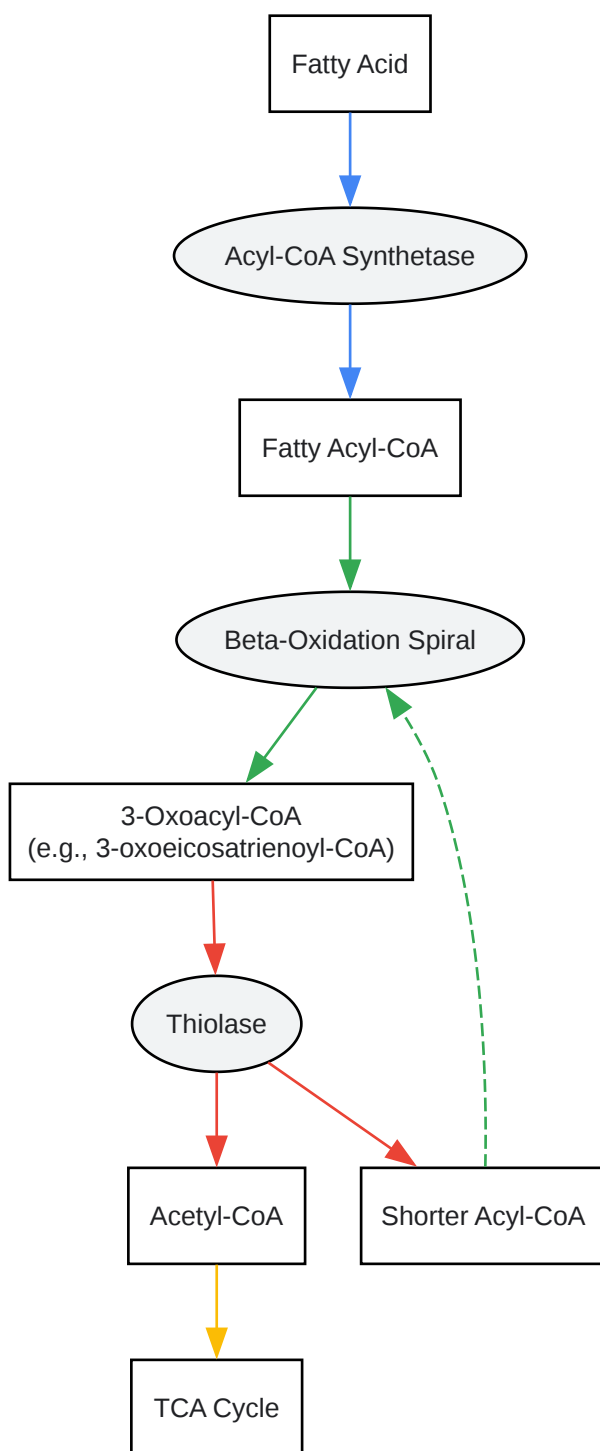 Fatty Acid
Acyl-CoA Synthetase
Fatty Acyl-CoA
Beta-Oxidation Spiral
3-Oxoacyl-CoA
(e.g., 3-oxoeicosatrienoyl-CoA)
Thiolase
Acetyl-CoA
Shorter Acyl-CoA
TCA Cycle